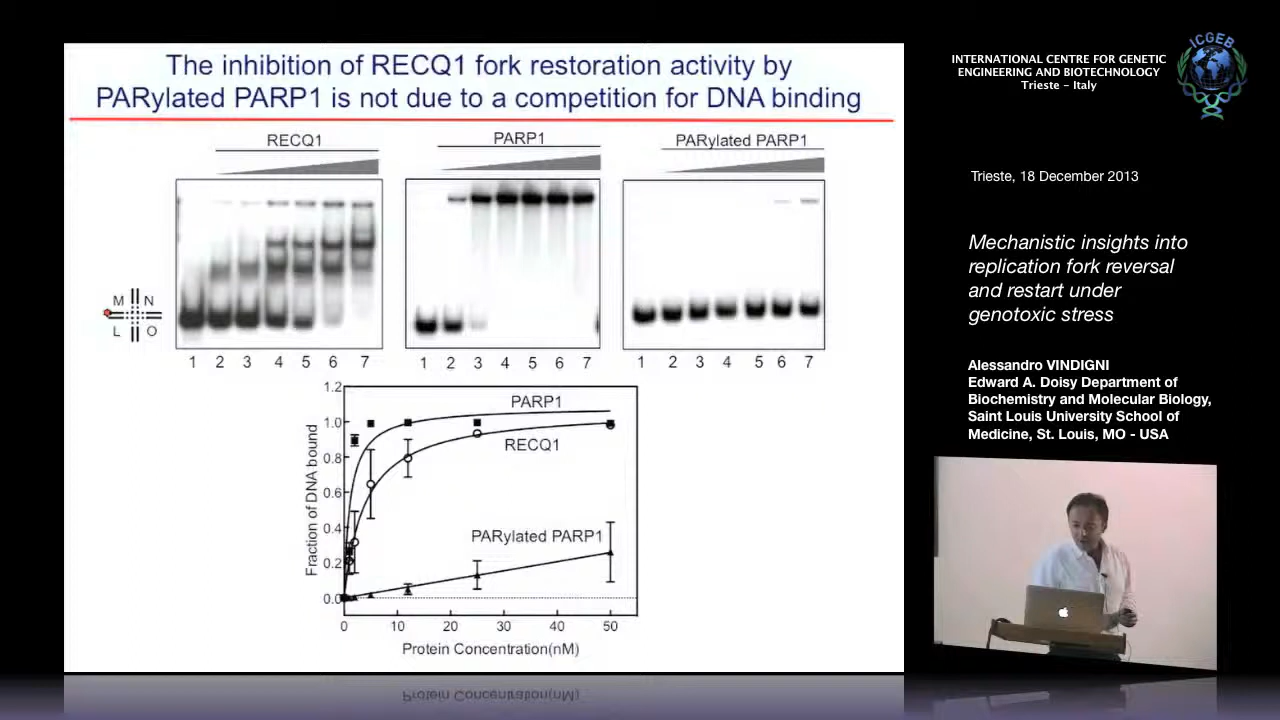 The inhibition of RECQ1 fork restoration activity by
PARylated PARP1 is not due to a competition for DNA binding
RECQ1
PARP1
PARylated PARP1
M N
L O
1 2 3 4 5 6 7
1 2 3 4 5 6 7
1 2 3 4 5 6 7
1.2
1.0
0.8
0.6
0.4
0.2
0.0
Fraction of DNA bound
PARP1
RECQ1
PARylated PARP1
0 10 20 30 40 50
Protein Concentration(nM)
INTERNATIONAL CENTRE FOR GENETIC
ENGINEERING AND BIOTECHNOLOGY
Trieste - Italy
ICGEB
Trieste, 18 December 2013
Mechanistic insights into
replication fork reversal
and restart under
genotoxic stress
Alessandro VINDIGNI
Edward A. Doisy Department of
Biochemistry and Molecular Biology,
Saint Louis University School of
Medicine, St. Louis, MO - USA